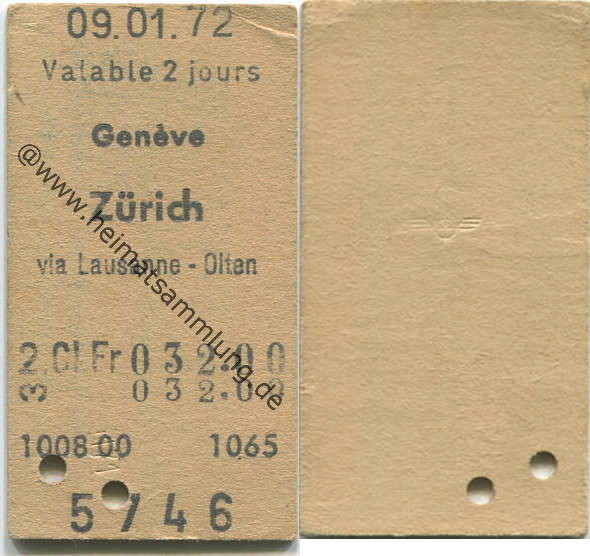 09.01.72
Valable 2 jours
Genève
Zürich
via Lausanne - Olten
2.Cl Fr 032.00
3 032.00
1008 00 1065
5746
@www.heimatsammlung.de